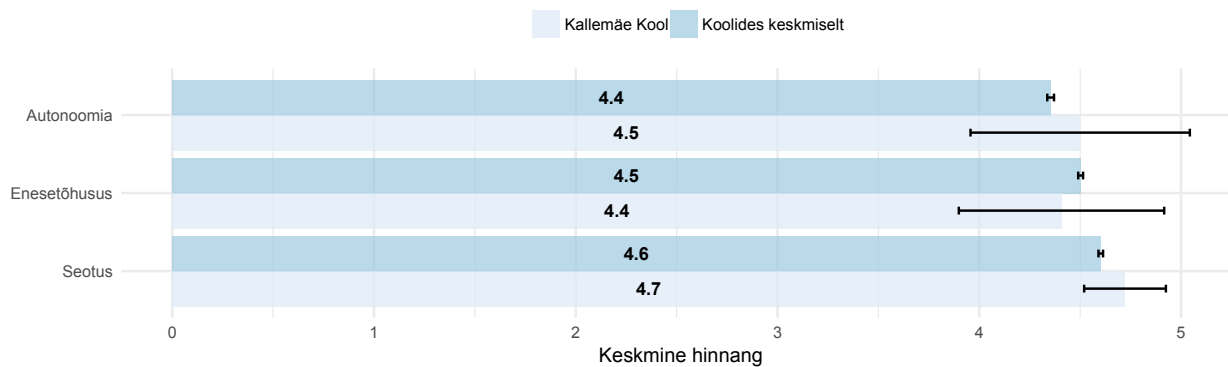 Kallemäe Kool Koolides keskmiselt
Autonoomia
4.4
4.5
Enesetõhusus
4.5
4.4
Seotus
4.6
4.7
0 1 2 3 4 5
Keskmine hinnang